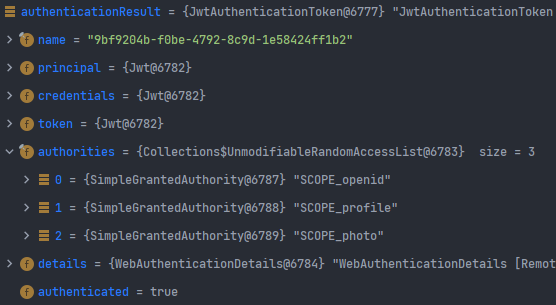 authenticationResult = {JwtAuthenticationToken@6777} "JwtAuthenticationToken
name = "9bf9204b-f0be-4792-8c9d-1e58424ff1b2"
principal = {Jwt@6782}
credentials = {Jwt@6782}
token = {Jwt@6782}
authorities = {Collections$UnmodifiableRandomAccessList@6783} size = 3
0 = {SimpleGrantedAuthority@6787} "SCOPE_openid"
1 = {SimpleGrantedAuthority@6788} "SCOPE_profile"
2 = {SimpleGrantedAuthority@6789} "SCOPE_photo"
details = {WebAuthenticationDetails@6784} "WebAuthenticationDetails [Remot
authenticated = true